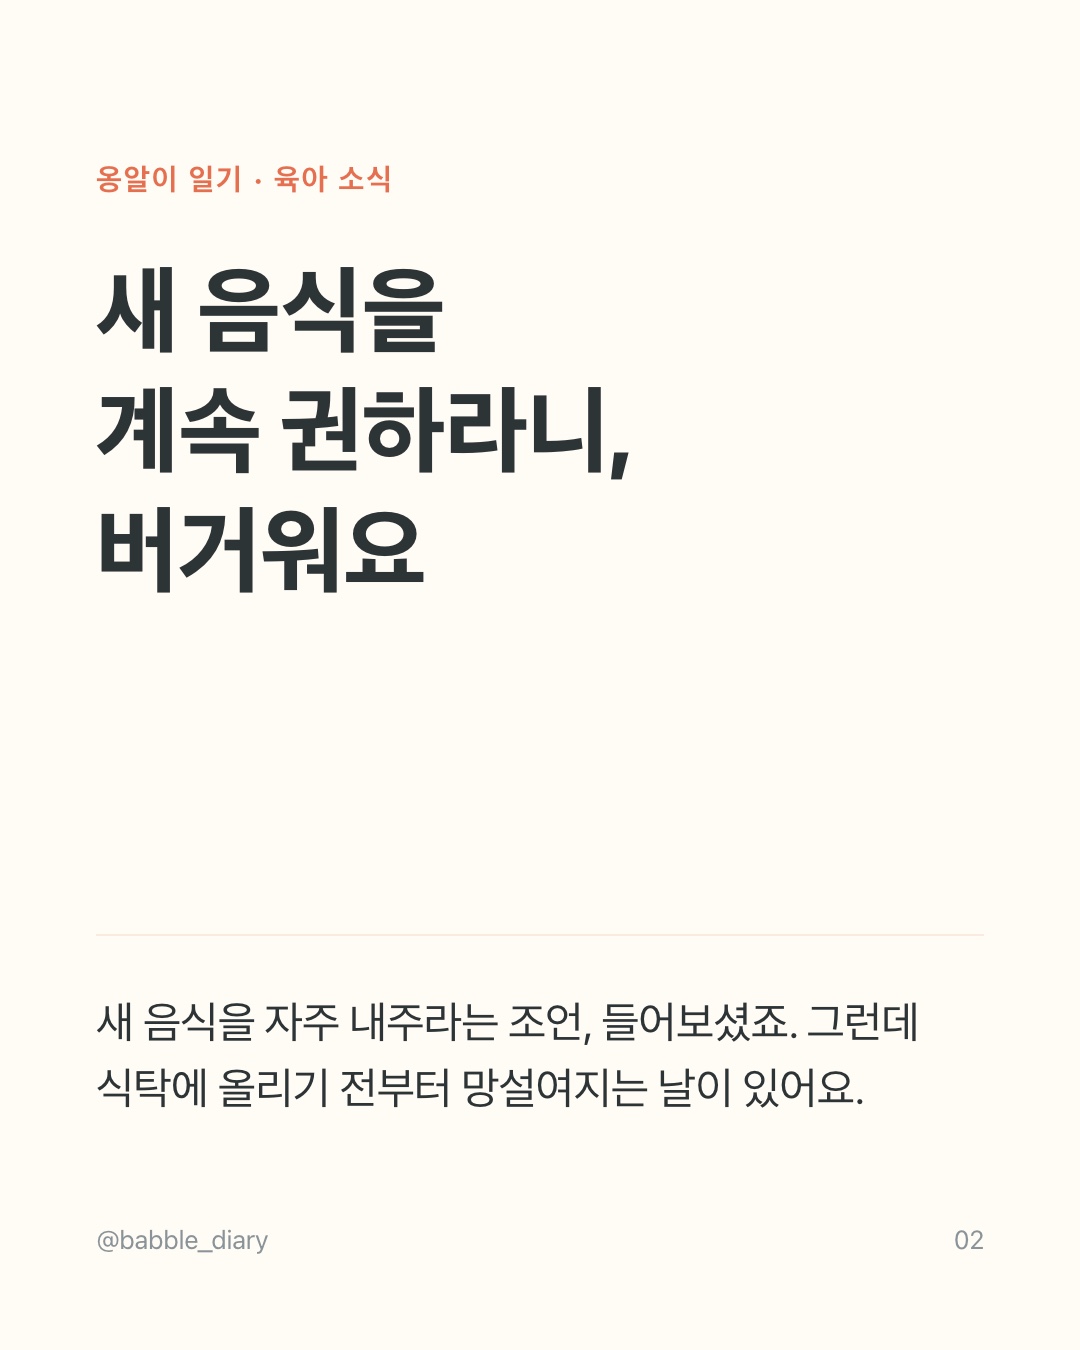 옹알이 일기 · 육아 소식
새 음식을
계속 권하라니,
버거워요
새 음식을 자주 내주라는 조언, 들어보셨죠. 그런데
식탁에 올리기 전부터 망설여지는 날이 있어요.
@babble_diary
02